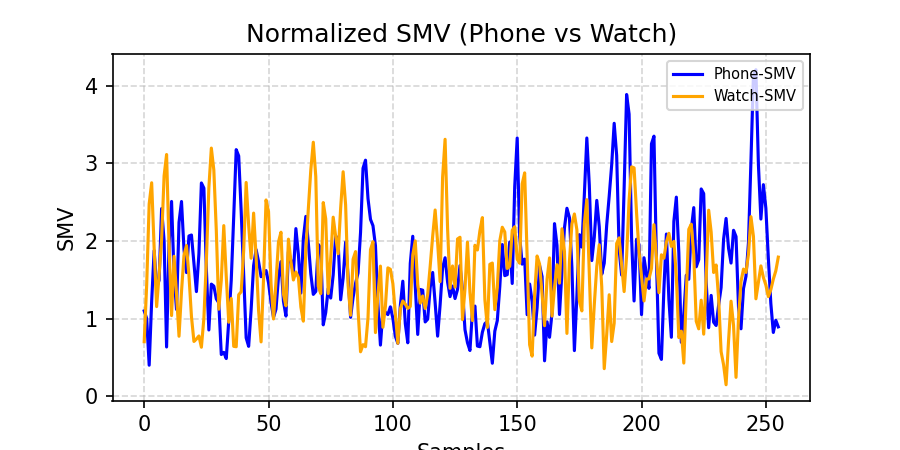 Normalized SMV (Phone vs Watch)
Phone-SMV
Watch-SMV
SMV
4
3
2
1
0
0 50 100 150 200 250
Samples